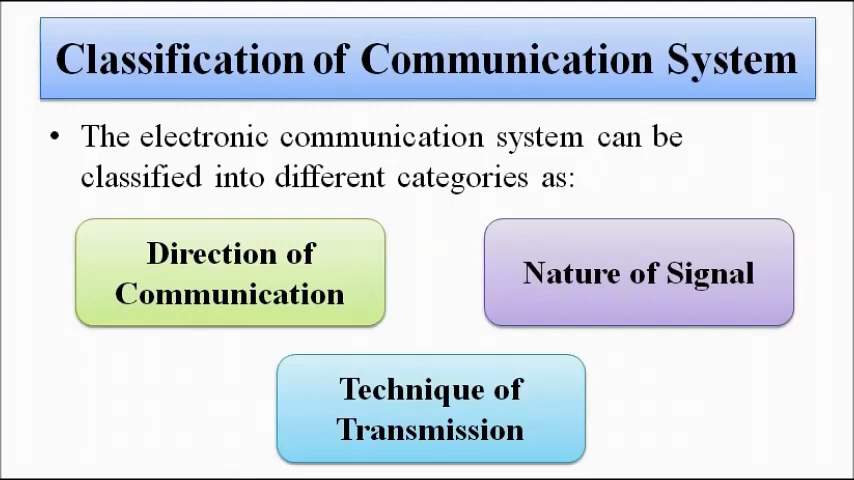 Classification of Communication System
• The electronic communication system can be
classified into different categories as:
Direction of
Communication
Nature of Signal
Technique of
Transmission